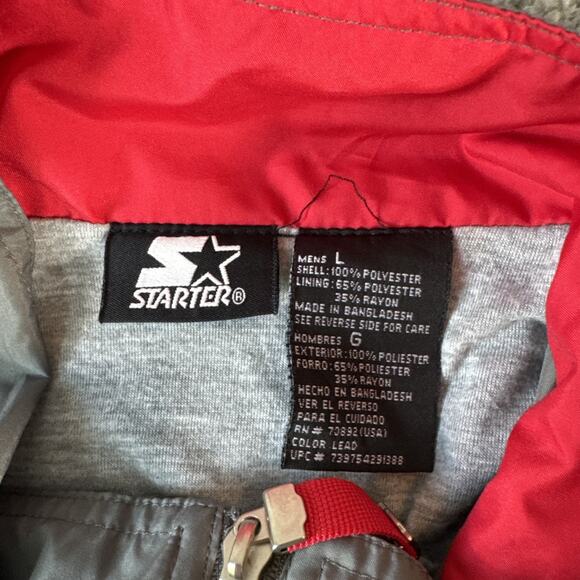 STARTER®
MENS L
SHELL: 100% POLYESTER
LINING: 65% POLYESTER
35% RAYON
MADE IN BANGLADESH
SEE REVERSE SIDE FOR CARE
HOMBRES G
EXTERIOR: 100% POLIESTER
FORRO: 65% POLIESTER
35% RAYON
HECHO EN BANGLADESH
VER EL REVERSO
PARA EL CUIDADO
RN# 70892(USA)
COLOR LEAD
UPC# 739754291388